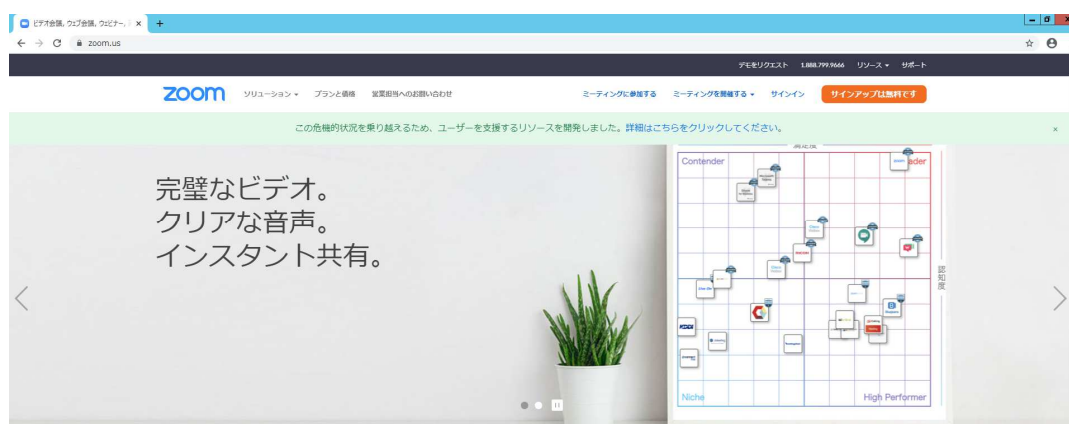 ビデオ会議, ウェブ会議, ウェビナー,
zoom.us
デモをリクエスト 1.888.799.9666 リソース サポート
zoom ソリューション プランと価格 営業担当へのお問い合わせ ミーティングに参加する ミーティングを開催する サインイン サインアップは無料です
この危機的状況を乗り越えるため、ユーザーを支援するリソースを開発しました。詳細はこちらをクリックしてください。
完璧なビデオ。
クリアな音声。
インスタント共有。
満足度
Contender
認知度
Niche
High Performer